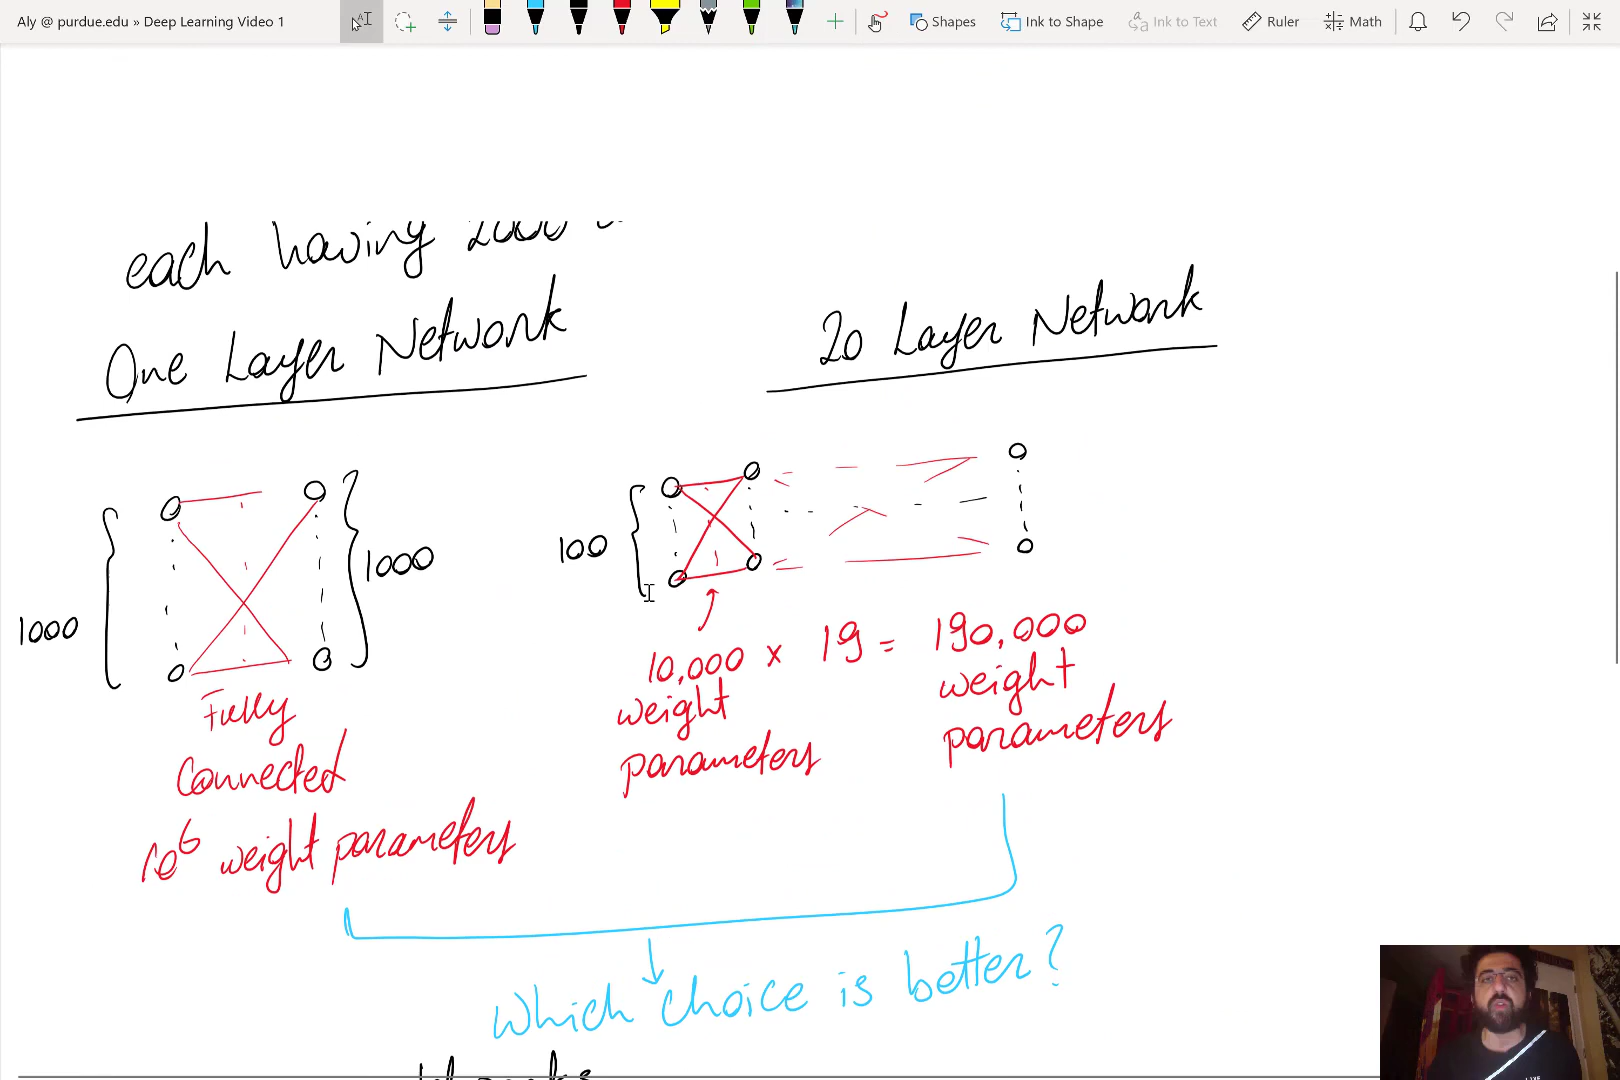 Aly @ purdue.edu » Deep Learning Video 1
Shapes
Ink to Shape
Ink to Text
Ruler
Math
each having
One Layer Network
20 Layer Network
1000
1000
100
Fully
Connected
10⁶ weight parameters
10,000 × 19 = 190,000
weight
parameters
weight
parameters
Which choice is better?